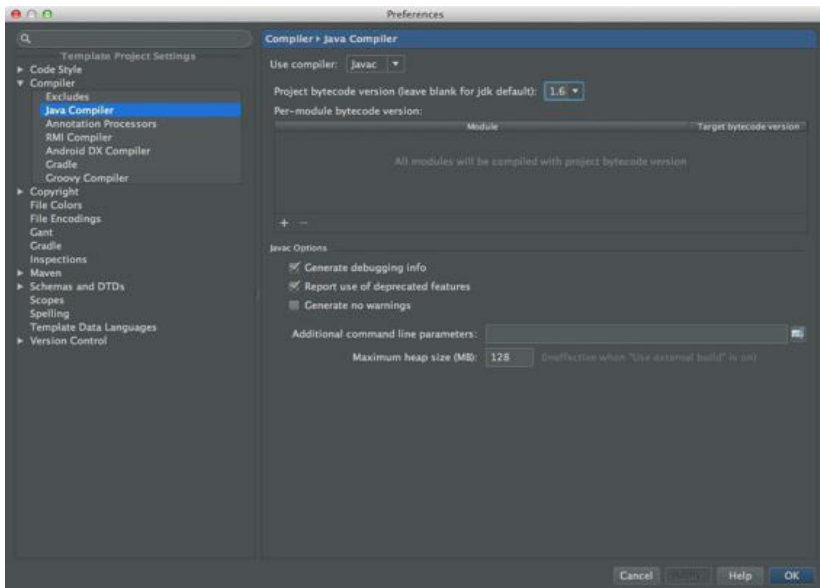 Preferences
Template Project Settings
Code Style
Compiler
Excludes
Java Compiler
Annotation Processors
RMI Compiler
Android DX Compiler
Gradle
Groovy Compiler
Copyright
File Colors
File Encodings
Gant
Gradle
Inspections
Maven
Schemas and DTDs
Scopes
Spelling
Template Data Languages
Version Control
Compiler › Java Compiler
Use compiler: Javac
Project bytecode version (leave blank for jdk default): 1.6
Per-module bytecode version:
Module Target bytecode version
All modules will be compiled with project bytecode version
+ −
Javac Options
Generate debugging info
Report use of deprecated features
Generate no warnings
Additional command line parameters:
Maximum heap size (MB): 128 (Ineffective when "Use external build" is on)
Cancel Apply Help OK